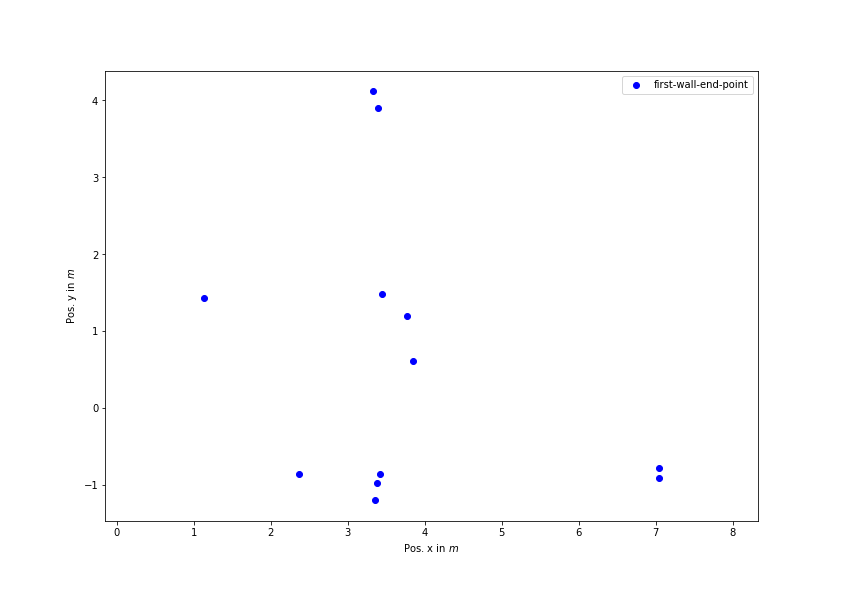 first-wall-end-point
4
3
2
1
0
−1
Pos. y in m
0 1 2 3 4 5 6 7 8
Pos. x in m